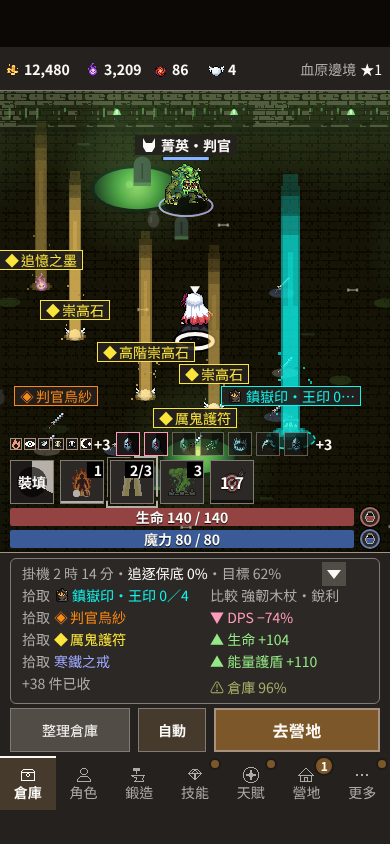 12,480 3,209 86 4 血原邊境 ★1
菁英・判官
◆追憶之墨
◆崇高石
◆高階崇高石
◆崇高石
◈判官烏紗
鎮獄印・王印 0…
◆厲鬼護符
+3 +3
裝填 1 2/3 3 1.7
生命 140 / 140
魔力 80 / 80
掛機 2 時 14 分・追逐保底 0%・目標 62%
拾取 鎮獄印・王印 0／4
拾取 ◈判官烏紗
拾取 ◆厲鬼護符
拾取 寒鐵之戒
+38 件已收
比較 強韌木杖・銳利
▼ DPS −74%
▲ 生命 +104
▲ 能量護盾 +110
⚠ 倉庫 96%
整理倉庫 自動 去營地
1
倉庫 角色 鍛造 技能 天賦 營地 更多